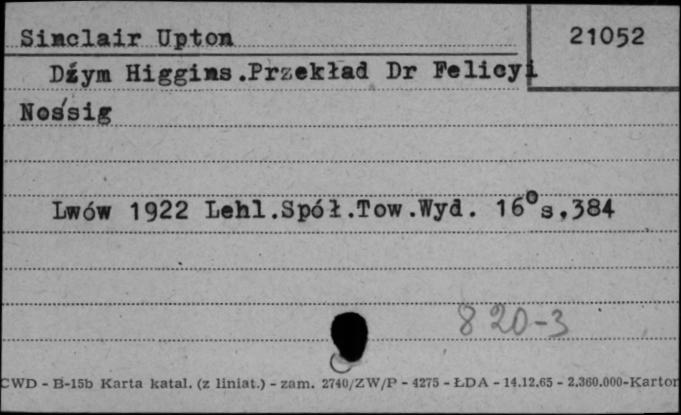 Sinclair Upton
21052
Dżym Higgins.Przekład Dr Felicyi
Nossig
Lwów 1922 Lehl.Spół.Tow.Wyd. 16° s.384
820-3
CWD - B-15b Karta katal. (z liniat.) - zam. 2740/ZW/P - 4275 - ŁDA - 14.12.65 - 2.360.000-Karton